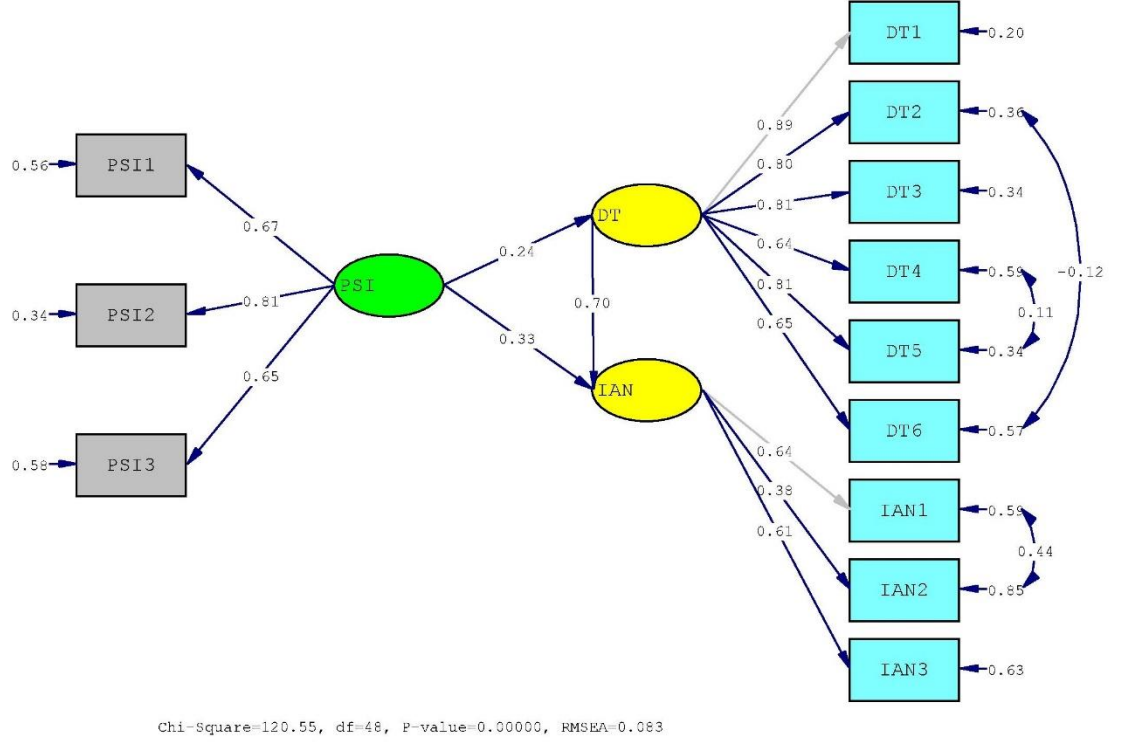 DT1
0.20
0.89
DT2
0.36
0.80
PSI1
0.56
DT3
0.34
0.81
DT
0.67
0.24
0.64
DT4
0.59
-0.12
PSI
0.81
0.81
0.11
PSI2
0.34
0.70
0.33
0.65
DT5
0.34
0.65
IAN
DT6
0.57
0.64
PSI3
0.58
0.38
IAN1
0.59
0.61
0.44
IAN2
0.85
IAN3
0.63
Chi-Square=120.55, df=48, P-value=0.00000, RMSEA=0.083